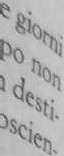 e giorni
po non
desti-
oscien-